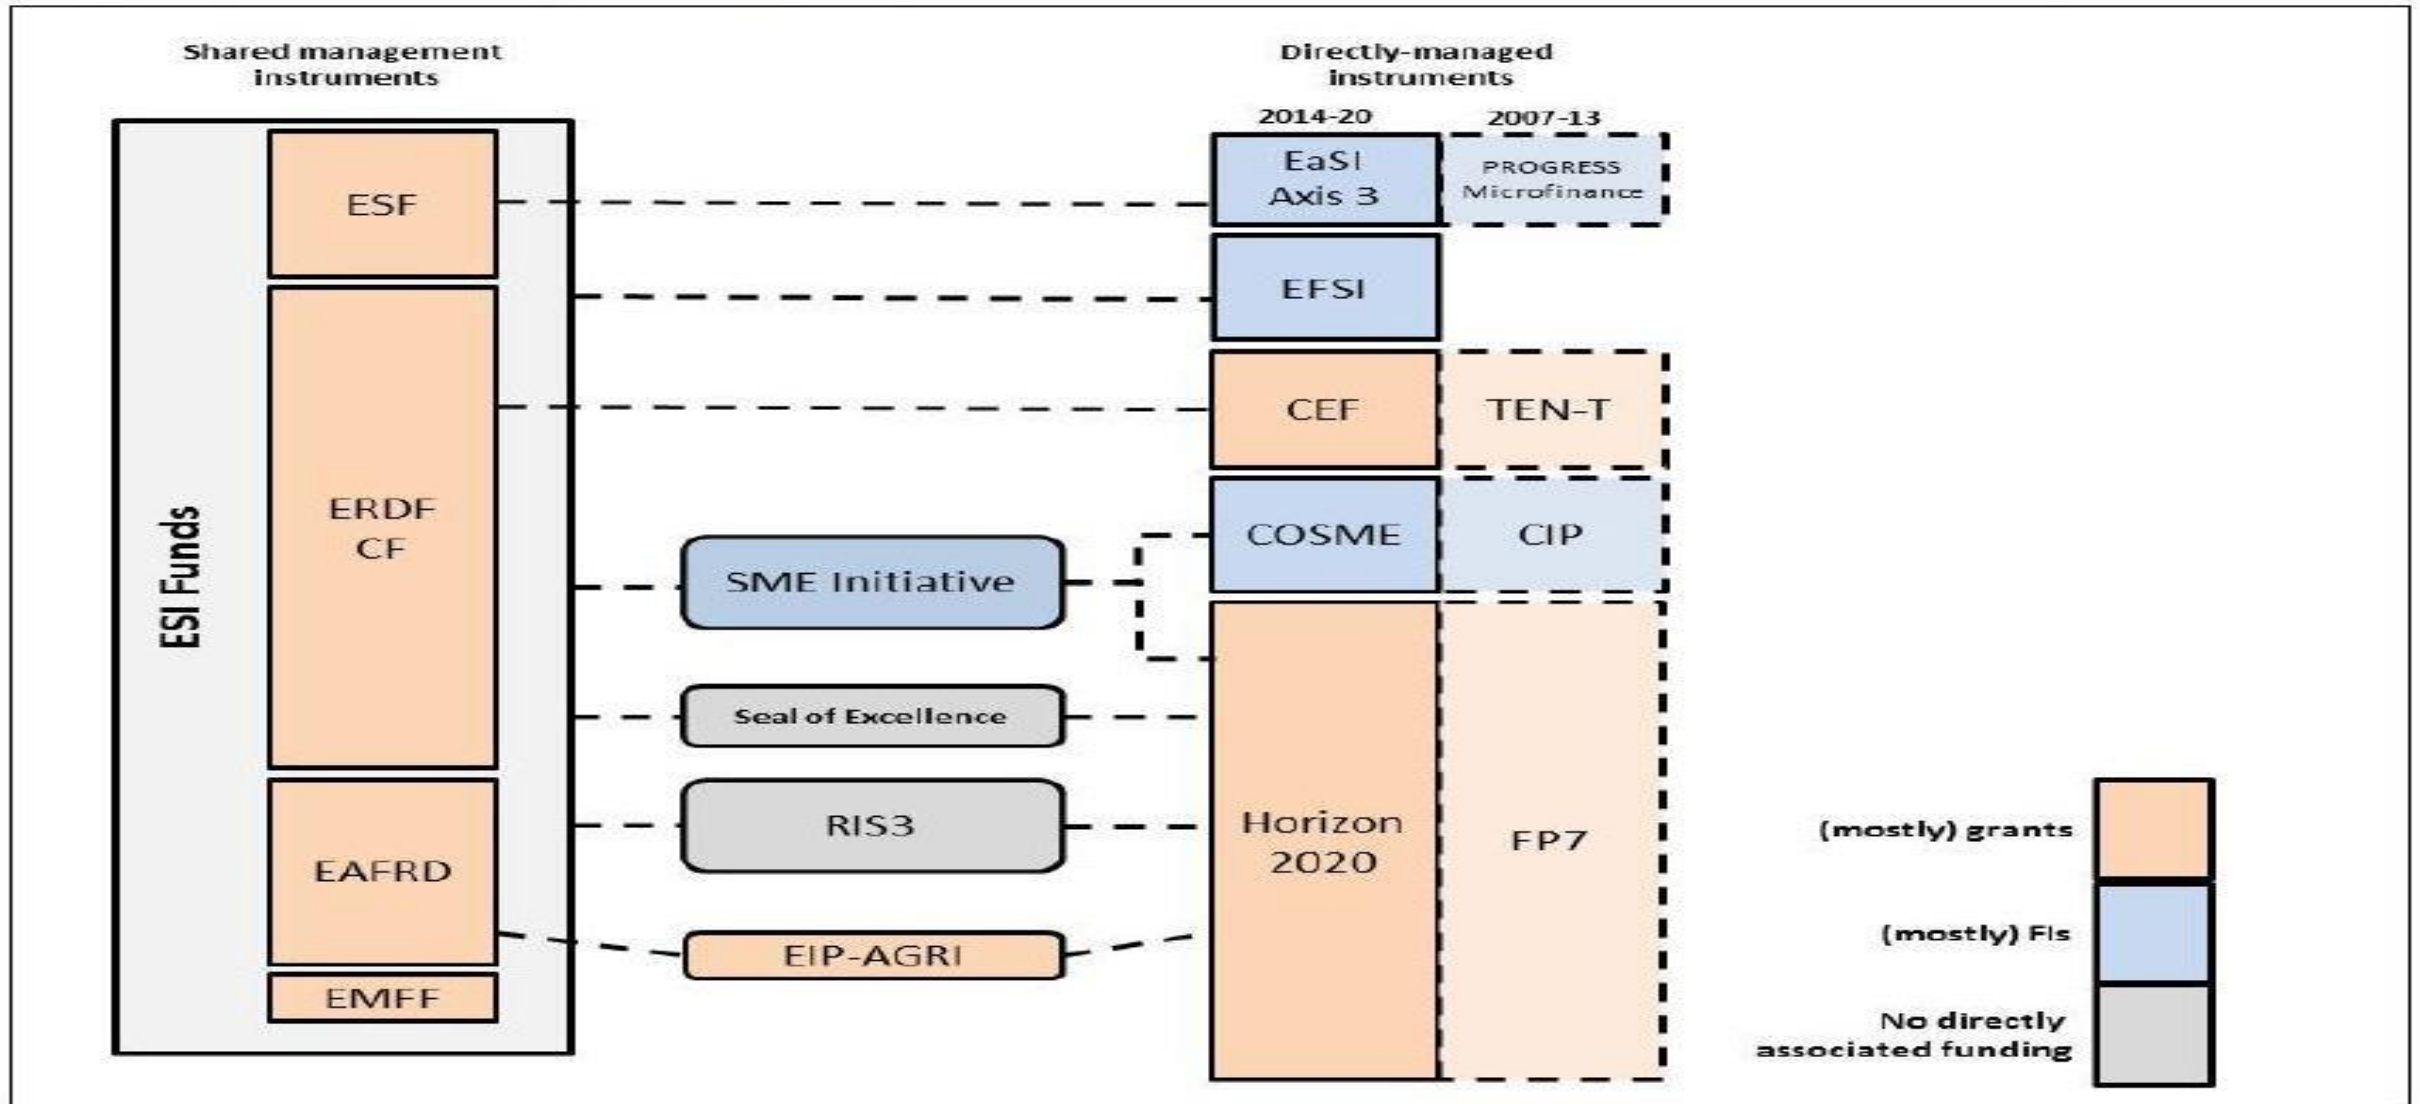 Shared management
instruments
Directly-managed
instruments
2014-20
2007-13
ESI Funds
ESF
ERDF
CF
EAFRD
EMFF
SME Initiative
Seal of Excellence
RIS3
EIP-AGRI
EaSI
Axis 3
PROGRESS
Microfinance
EFSI
CEF
TEN-T
COSME
CIP
Horizon
2020
FP7
(mostly) grants
(mostly) FIs
No directly
associated funding